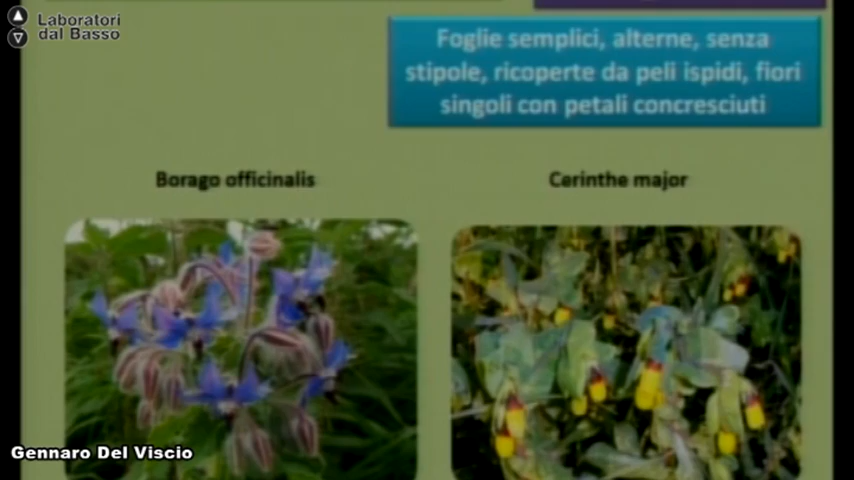 Laboratori
dal Basso
Foglie semplici, alterne, senza
stipole, ricoperte da peli ispidi, fiori
singoli con petali concresciuti
Borago officinalis
Cerinthe major
Gennaro Del Viscio